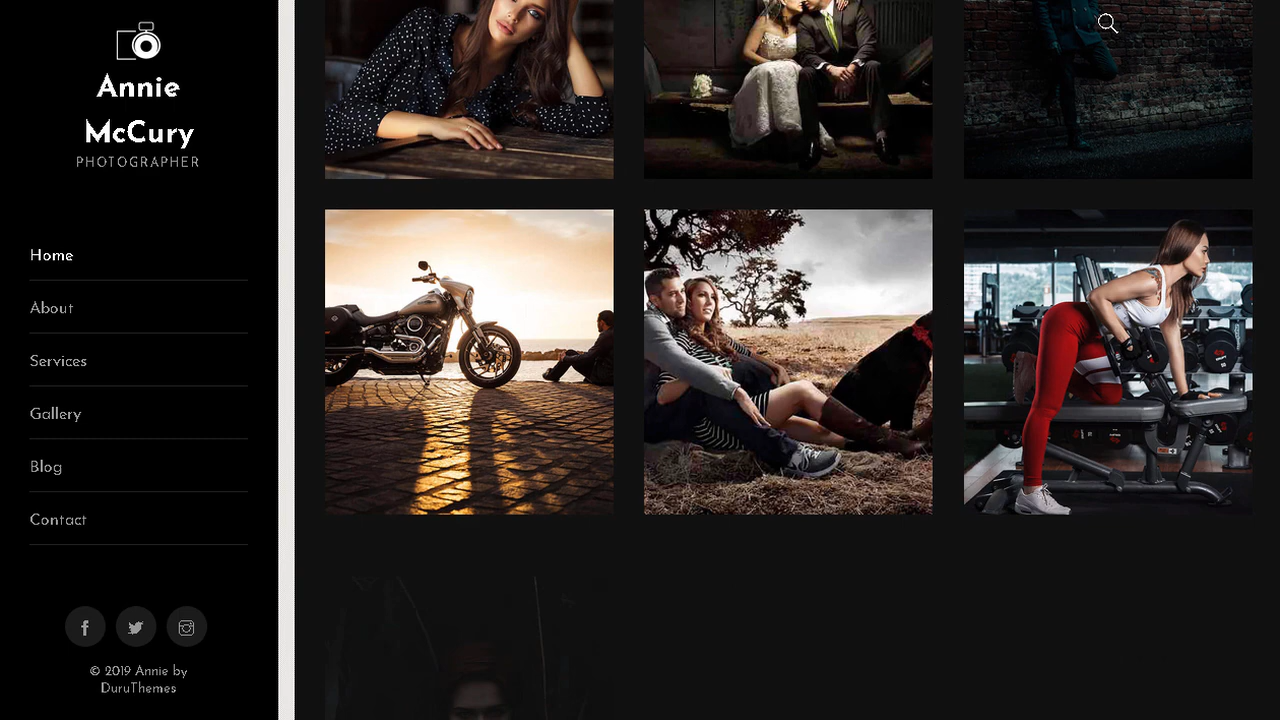 Annie
McCury
PHOTOGRAPHER
Home
About
Services
Gallery
Blog
Contact
© 2019 Annie by
DuruThemes